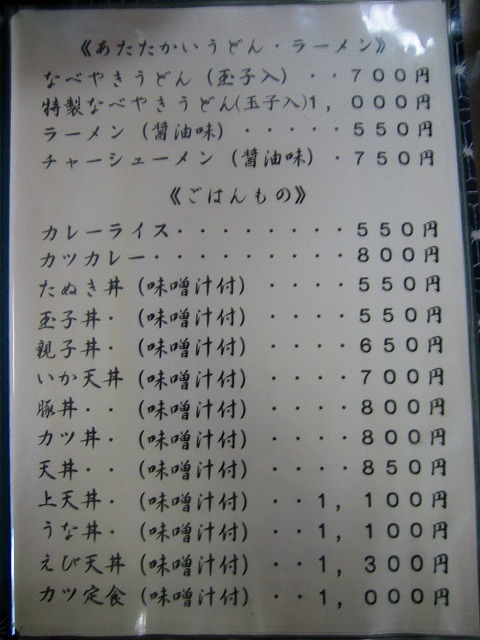 《あたたかいうどん・ラーメン》
なべやきうどん（玉子入）・・７００円
特製なべやきうどん(玉子入)１，０００円
ラーメン（醤油味）・・・・・５５０円
チャーシューメン（醤油味）・７５０円
《ごはんもの》
カレーライス・・・・・・・・・５５０円
カツカレー・・・・・・・・・・８００円
たぬき丼（味噌汁付）・・・・５５０円
玉子丼・（味噌汁付）・・・・５５０円
親子丼・（味噌汁付）・・・・６５０円
いか天丼（味噌汁付）・・・・７００円
豚丼・・（味噌汁付）・・・・８００円
カツ丼・（味噌汁付）・・・・８００円
天丼・・（味噌汁付）・・・・８５０円
上天丼・（味噌汁付）・・１，１００円
うな丼・（味噌汁付）・・１，１００円
えび天丼（味噌汁付）・・１，３００円
カツ定食（味噌汁付）・・１，０００円